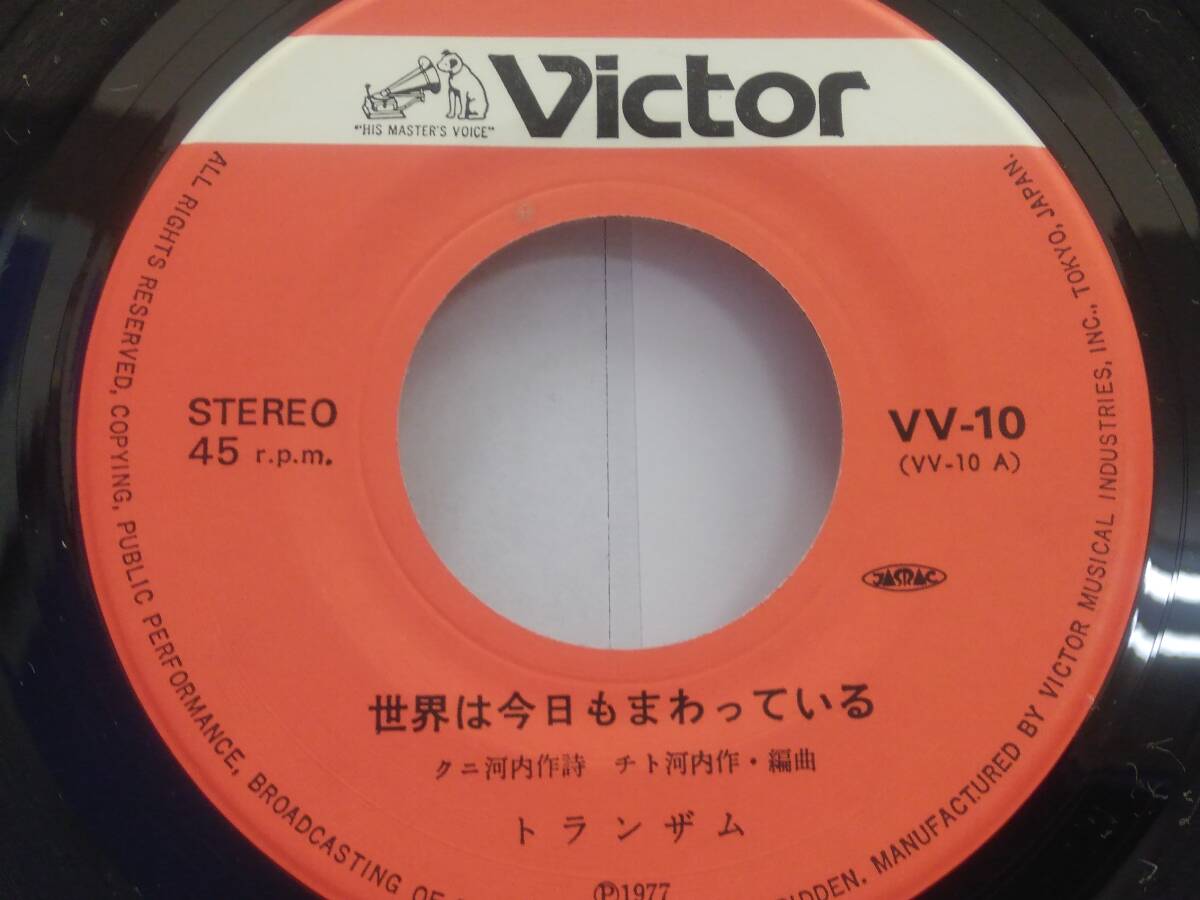 Victor
"HIS MASTER'S VOICE"
STEREO
45 r.p.m.
VV-10
(VV-10 A)
JASRAC
世界は今日もまわっている
クニ河内作詩 チト河内作・編曲
トランザム
Ⓟ1977
ALL RIGHTS RESERVED, COPYING, PUBLIC PERFORMANCE, BROADCASTING OF
MANUFACTURED BY VICTOR MUSICAL INDUSTRIES, INC., TOKYO, JAPAN.